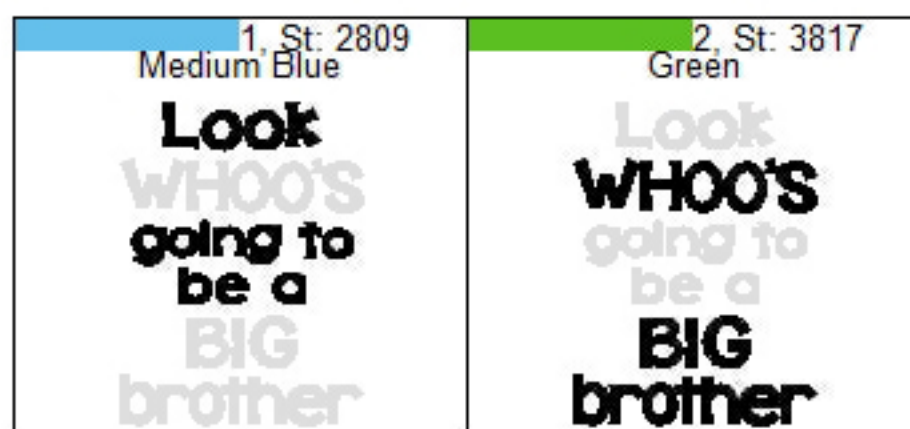 1, St: 2809
Medium Blue
Look
WHOO'S
going to
be a
BIG
brother
2, St: 3817
Green
Look
WHOO'S
going to
be a
BIG
brother